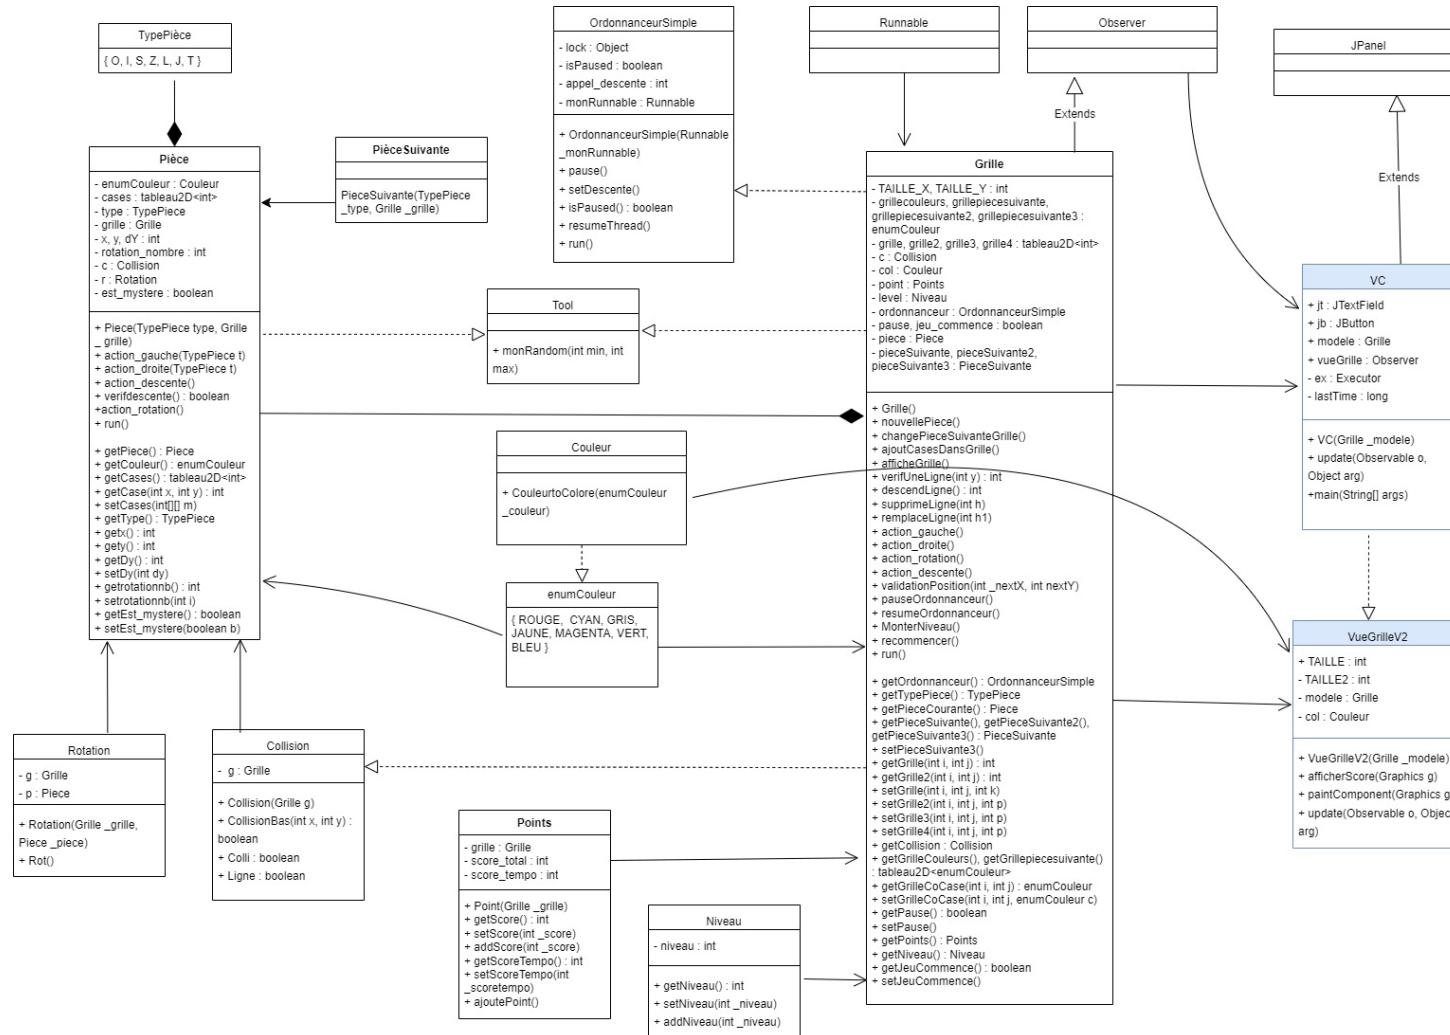 TypePièce
{ O, I, S, Z, L, J, T }
OrdonnanceurSimple
- lock : Object
- isPaused : boolean
- appel_descente : int
- monRunnable : Runnable
+ OrdonnanceurSimple(Runnable
_monRunnable)
+ pause()
+ setDescente()
+ isPaused() : boolean
+ resumeThread()
+ run()
Runnable
Observer
JPanel
Extends
Extends
Pièce
- enumCouleur : Couleur
- cases : tableau2D<int>
- type : TypePiece
- grille : Grille
- x, y, dY : int
- rotation_nombre : int
- c : Collision
- r : Rotation
- est_mystere : boolean
+ Piece(TypePiece type, Grille
_grille)
+ action_gauche(TypePiece t)
+ action_droite(TypePiece t)
+ action_descente()
+ verifdescente() : boolean
+action_rotation()
+ run()
+ getPiece() : Piece
+ getCouleur() : enumCouleur
+ getCases() : tableau2D<int>
+ getCase(int x, int y) : int
+ setCases(int[][] m)
+ getType() : TypePiece
+ getx() : int
+ gety() : int
+ getDy() : int
+ setDy(int dy)
+ getrotationnb() : int
+ setrotationnb(int i)
+ getEst_mystere() : boolean
+ setEst_mystere(boolean b)
PièceSuivante
PieceSuivante(TypePiece
_type, Grille _grille)
Tool
+ monRandom(int min, int
max)
Couleur
+ CouleurtoColore(enumCouleur
_couleur)
enumCouleur
{ ROUGE, CYAN, GRIS,
JAUNE, MAGENTA, VERT,
BLEU }
Grille
- TAILLE_X, TAILLE_Y : int
- grillecouleurs, grillepiecesuivante,
grillepiecesuivante2, grillepiecesuivante3 :
enumCouleur
- grille, grille2, grille3, grille4 : tableau2D<int>
- c : Collision
- col : Couleur
- point : Points
- level : Niveau
- ordonnanceur : OrdonnanceurSimple
- pause, jeu_commence : boolean
- piece : Piece
- pieceSuivante, pieceSuivante2,
pieceSuivante3 : PieceSuivante
+ Grille()
+ nouvellePiece()
+ changePieceSuivanteGrille()
+ ajoutCasesDansGrille()
+ afficheGrille()
+ verifUneLigne(int y) : int
+ descendLigne() : int
+ supprimeLigne(int h)
+ remplaceLigne(int h1)
+ action_gauche()
+ action_droite()
+ action_rotation()
+ action_descente()
+ validationPosition(int _nextX, int nextY)
+ pauseOrdonnanceur()
+ resumeOrdonnanceur()
+ MonterNiveau()
+ recommencer()
+ run()
+ getOrdonnanceur() : OrdonnanceurSimple
+ getTypePiece() : TypePiece
+ getPieceCourante() : Piece
+ getPieceSuivante(), getPieceSuivante2(),
getPieceSuivante3() : PieceSuivante
+ setPieceSuivante3()
+ getGrille(int i, int j) : int
+ getGrille2(int i, int j) : int
+ setGrille(int i, int j, int k)
+ setGrille2(int i, int j, int p)
+ setGrille3(int i, int j, int p)
+ setGrille4(int i, int j, int p)
+ getCollision : Collision
+ getGrilleCouleurs(), getGrillepiecesuivante()
: tableau2D<enumCouleur>
+ getGrilleCoCase(int i, int j) : enumCouleur
+ setGrilleCoCase(int i, int j, enumCouleur c)
+ getPause() : boolean
+ setPause()
+ getPoints() : Points
+ getNiveau() : Niveau
+ getJeuCommence() : boolean
+ setJeuCommence()
VC
+ jt : JTextField
+ jb : JButton
+ modele : Grille
+ vueGrille : Observer
- ex : Executor
- lastTime : long
+ VC(Grille _modele)
+ update(Observable o,
Object arg)
+main(String[] args)
VueGrilleV2
+ TAILLE : int
- TAILLE2 : int
- modele : Grille
- col : Couleur
+ VueGrilleV2(Grille _modele)
+ afficherScore(Graphics g)
+ paintComponent(Graphics g
+ update(Observable o, Objec
arg)
Rotation
- g : Grille
- p : Piece
+ Rotation(Grille _grille,
Piece _piece)
+ Rot()
Collision
- g : Grille
+ Collision(Grille g)
+ CollisionBas(int x, int y) :
boolean
+ Colli : boolean
+ Ligne : boolean
Points
- grille : Grille
- score_total : int
- score_tempo : int
+ Point(Grille _grille)
+ getScore() : int
+ setScore(int _score)
+ addScore(int _score)
+ getScoreTempo() : int
+ setScoreTempo(int
_scoretempo)
+ ajoutePoint()
Niveau
- niveau : int
+ getNiveau() : int
+ setNiveau(int _niveau)
+ addNiveau(int _niveau)